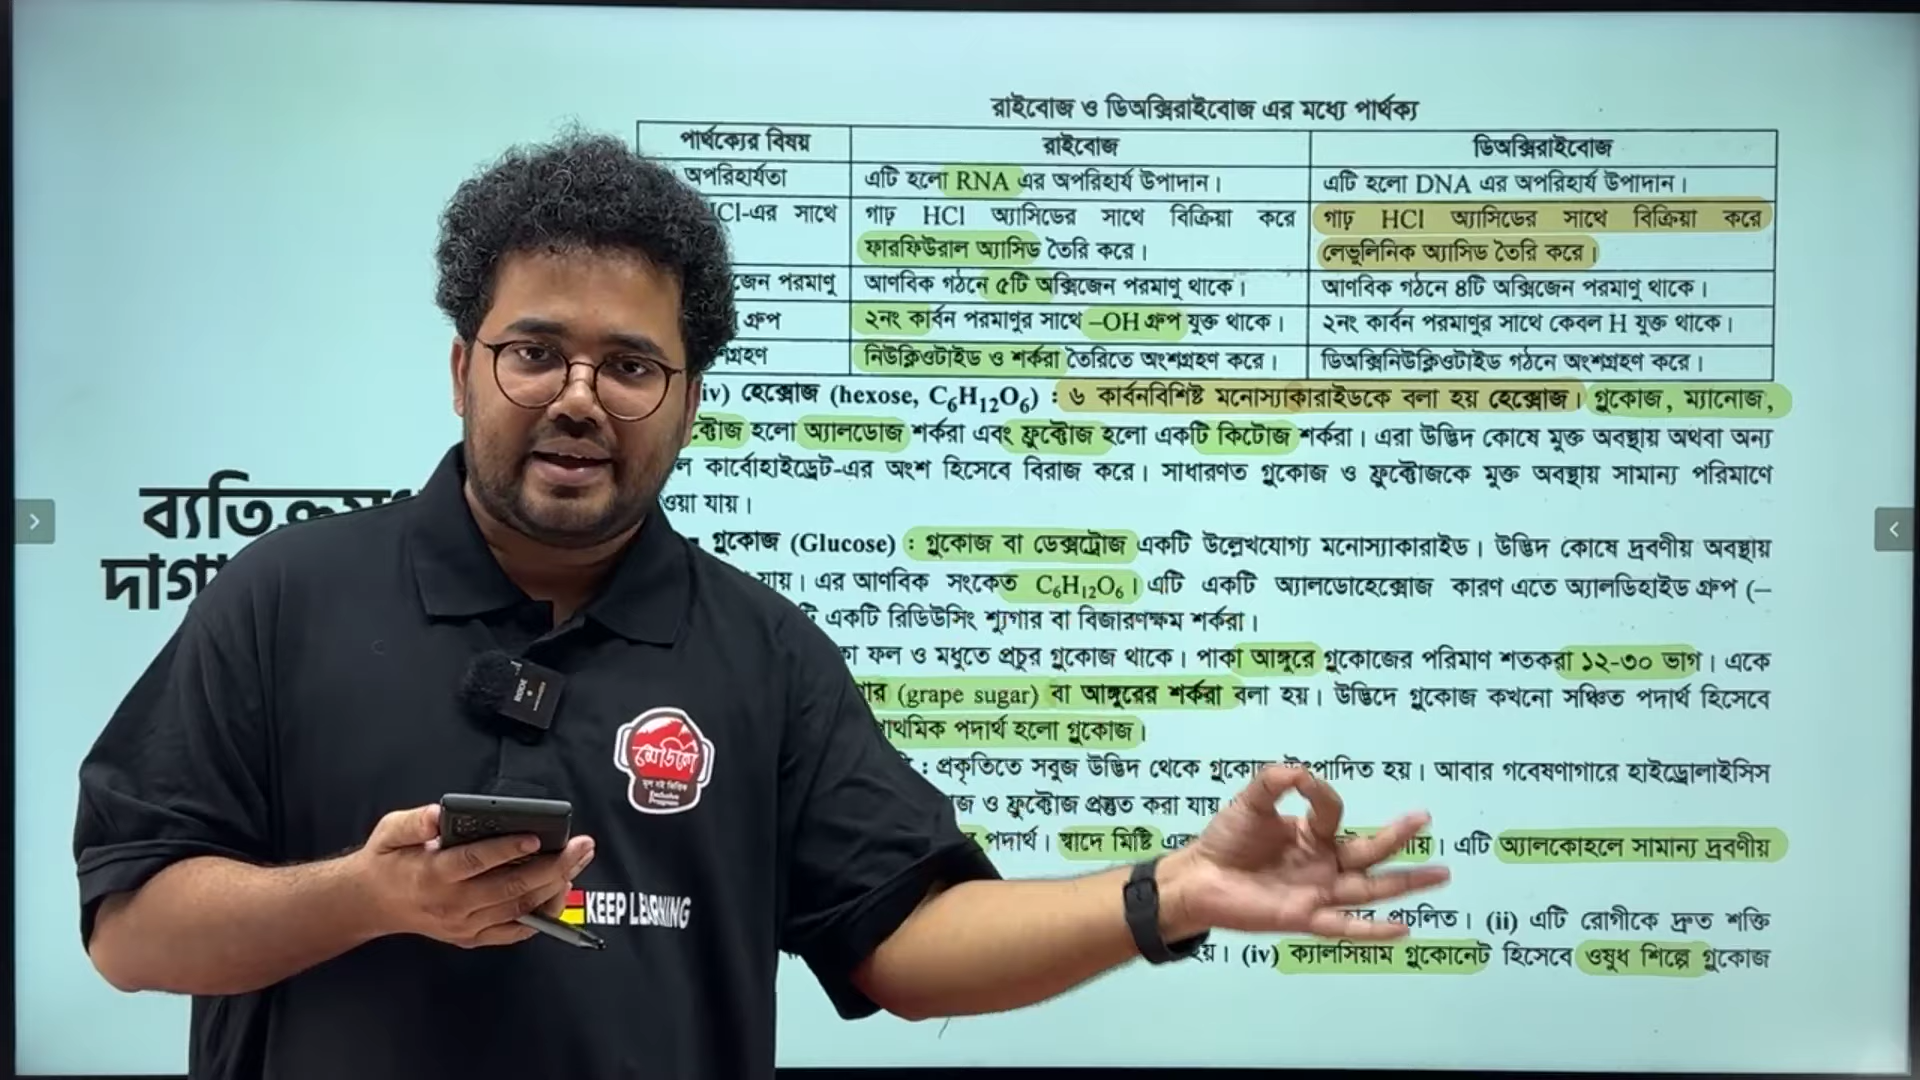 রাইবোজ ও ডিঅক্সিরাইবোজ এর মধ্যে পার্থক্য
পার্থক্যের বিষয় রাইবোজ ডিঅক্সিরাইবোজ
অপরিহার্যতা এটি হলো RNA এর অপরিহার্য উপাদান। এটি হলো DNA এর অপরিহার্য উপাদান।
HCl-এর সাথে গাঢ় HCl অ্যাসিডের সাথে বিক্রিয়া করে গাঢ় HCl অ্যাসিডের সাথে বিক্রিয়া করে
ফারফিউরাল অ্যাসিড তৈরি করে। লেভুলিনিক অ্যাসিড তৈরি করে।
পরমাণু আণবিক গঠনে ৫টি অক্সিজেন পরমাণু থাকে। আণবিক গঠনে ৪টি অক্সিজেন পরমাণু থাকে।
গ্রুপ ২নং কার্বন পরমাণুর সাথে –OH গ্রুপ যুক্ত থাকে। ২নং কার্বন পরমাণুর সাথে কেবল H যুক্ত থাকে।
নিউক্লিওটাইড ও শর্করা তৈরিতে অংশগ্রহণ করে। ডিঅক্সিনিউক্লিওটাইড গঠনে অংশগ্রহণ করে।
iv) হেক্সোজ (hexose, C₆H₁₂O₆) : ৬ কার্বনবিশিষ্ট মনোস্যাকারাইডকে বলা হয় হেক্সোজ। গ্লুকোজ, ম্যানোজ,
হলো অ্যালডোজ শর্করা এবং ফ্রুক্টোজ হলো একটি কিটোজ শর্করা। এরা উদ্ভিদ কোষে মুক্ত অবস্থায় অথবা অন্য
কার্বোহাইড্রেট-এর অংশ হিসেবে বিরাজ করে। সাধারণত গ্লুকোজ ও ফ্রুক্টোজকে মুক্ত অবস্থায় সামান্য পরিমাণে
যায়।
গ্লুকোজ (Glucose) : গ্লুকোজ বা ডেক্সট্রোজ একটি উল্লেখযোগ্য মনোস্যাকারাইড। উদ্ভিদ কোষে দ্রবণীয় অবস্থায়
যায়। এর আণবিক সংকেত C₆H₁₂O₆। এটি একটি অ্যালডোহেক্সোজ কারণ এতে অ্যালডিহাইড গ্রুপ (–
একটি রিডিউসিং শ্যুগার বা বিজারণক্ষম শর্করা।
ফল ও মধুতে প্রচুর গ্লুকোজ থাকে। পাকা আঙ্গুরে গ্লুকোজের পরিমাণ শতকরা ১২-৩০ ভাগ। একে
(grape sugar) বা আঙ্গুরের শর্করা বলা হয়। উদ্ভিদে গ্লুকোজ কখনো সঞ্চিত পদার্থ হিসেবে
পদার্থ হলো গ্লুকোজ।
: প্রকৃতিতে সবুজ উদ্ভিদ থেকে গ্লুকোজ উৎপাদিত হয়। আবার গবেষণাগারে হাইড্রোলাইসিস
ও ফ্রুক্টোজ প্রস্তুত করা যায়
পদার্থ। স্বাদে মিষ্টি এটি অ্যালকোহলে সামান্য দ্রবণীয়
প্রচলিত। (ii) এটি রোগীকে দ্রুত শক্তি
হয়। (iv) ক্যালসিয়াম গ্লুকোনেট হিসেবে ওষুধ শিল্পে গ্লুকোজ
মেডিকো
KEEP LEARNING